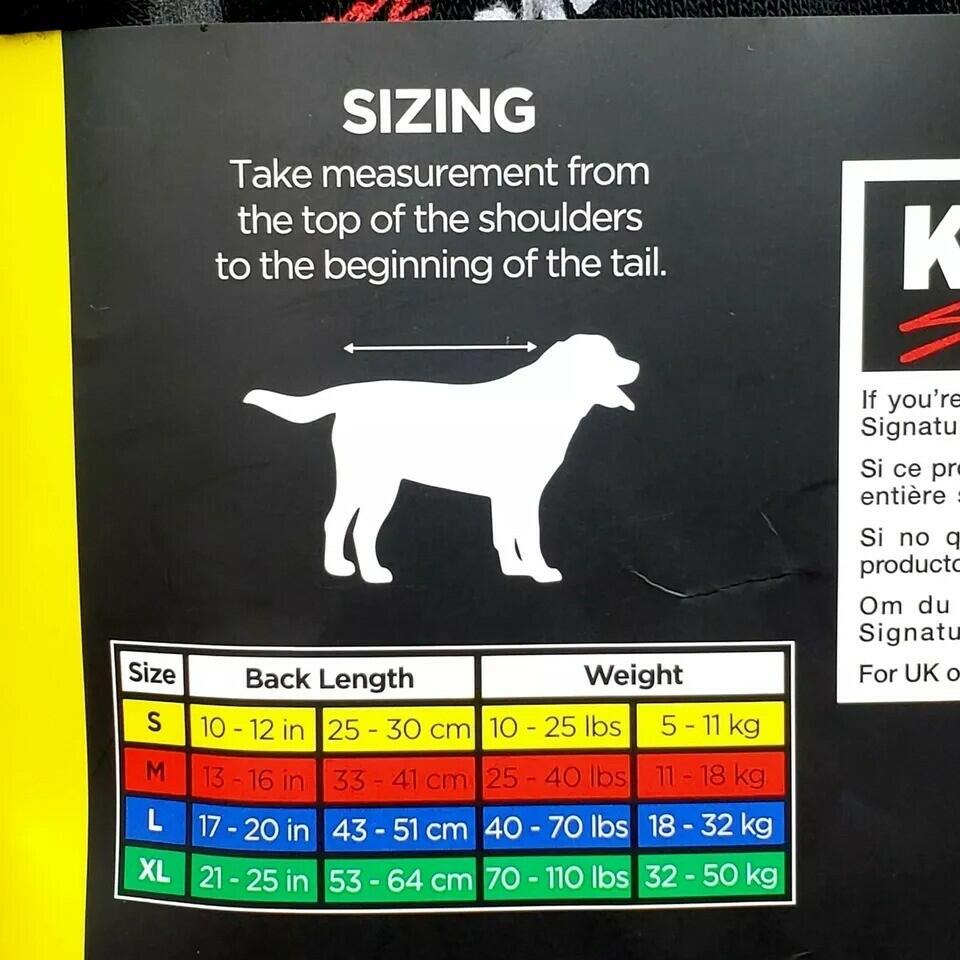 SIZING
Take measurement from
the top of the shoulders
to the beginning of the tail.
Size Back Length Weight
S 10 - 12 in 25 - 30 cm 10 - 25 lbs 5 - 11 kg
M 13 - 16 in 33 - 41 cm 25 - 40 lbs 11 - 18 kg
L 17 - 20 in 43 - 51 cm 40 - 70 lbs 18 - 32 kg
XL 21 - 25 in 53 - 64 cm 70 - 110 lbs 32 - 50 kg
K
If you're
Si ce
entière
Si no
Om du
For UK